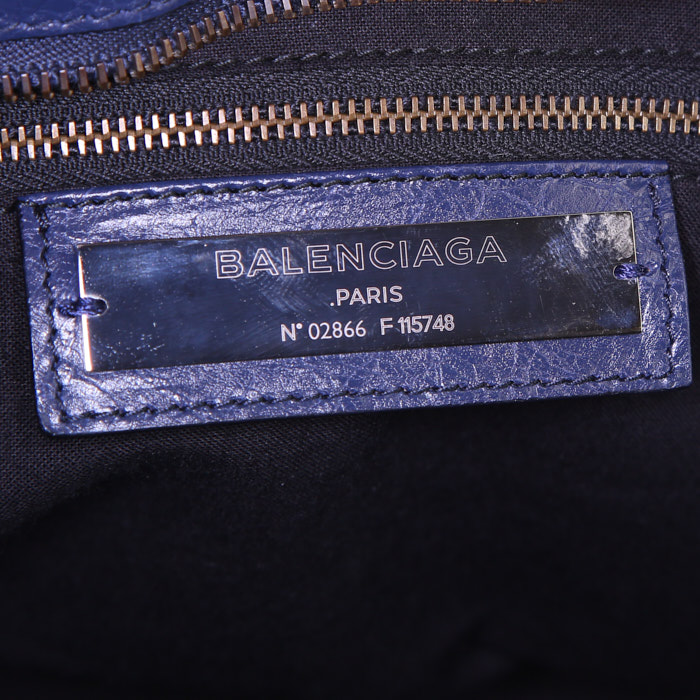 BALENCIAGA
.PARIS
N° 02866 F 115748